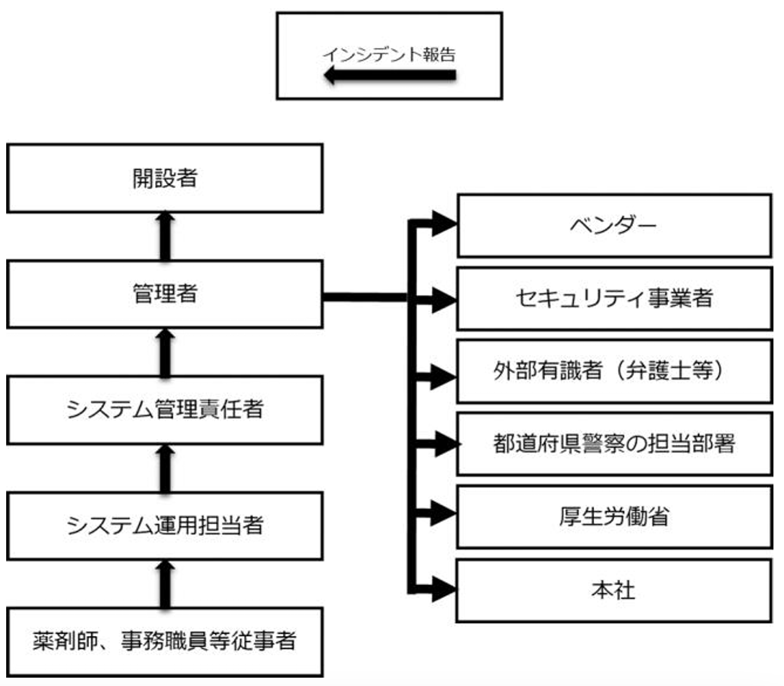 インシデント報告
開設者
管理者
システム管理責任者
システム運用担当者
薬剤師、事務職員等従事者
ベンダー
セキュリティ事業者
外部有識者（弁護士等）
都道府県警察の担当部署
厚生労働省
本社